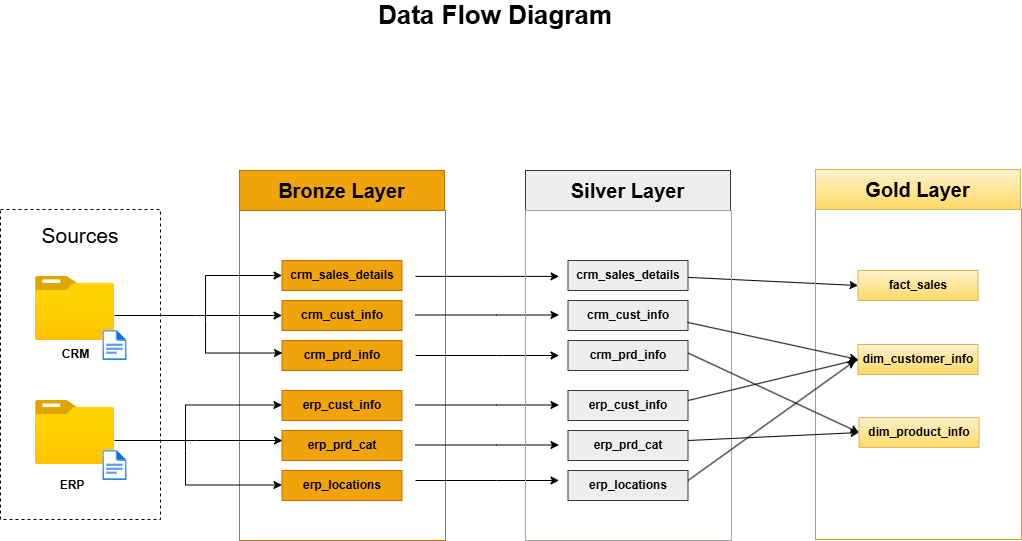 Data Flow Diagram
Sources
CRM
ERP
Bronze Layer
crm_sales_details
crm_cust_info
crm_prd_info
erp_cust_info
erp_prd_cat
erp_locations
Silver Layer
crm_sales_details
crm_cust_info
crm_prd_info
erp_cust_info
erp_prd_cat
erp_locations
Gold Layer
fact_sales
dim_customer_info
dim_product_info